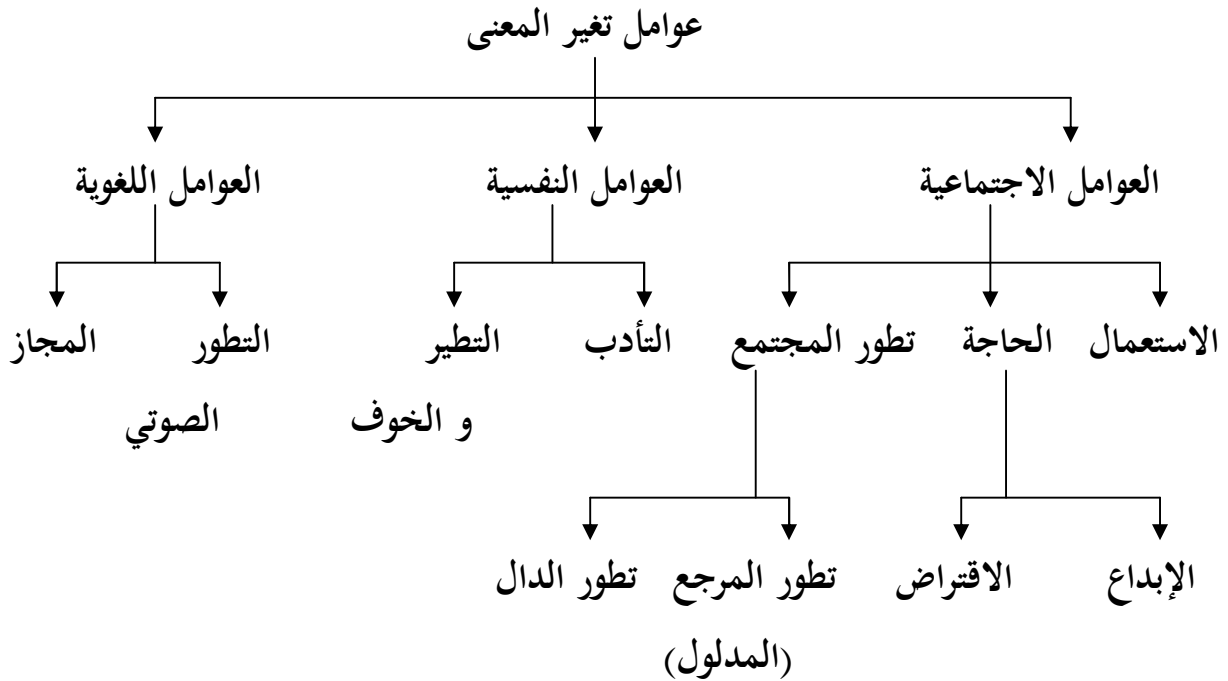 عوامل تغير المعنى
العوامل الاجتماعية العوامل النفسية العوامل اللغوية
الاستعمال الحاجة تطور المجتمع التأدب التطير التطور المجاز
و الخوف الصوتي
الإبداع الاقتراض تطور المرجع تطور الدال
(المدلول)